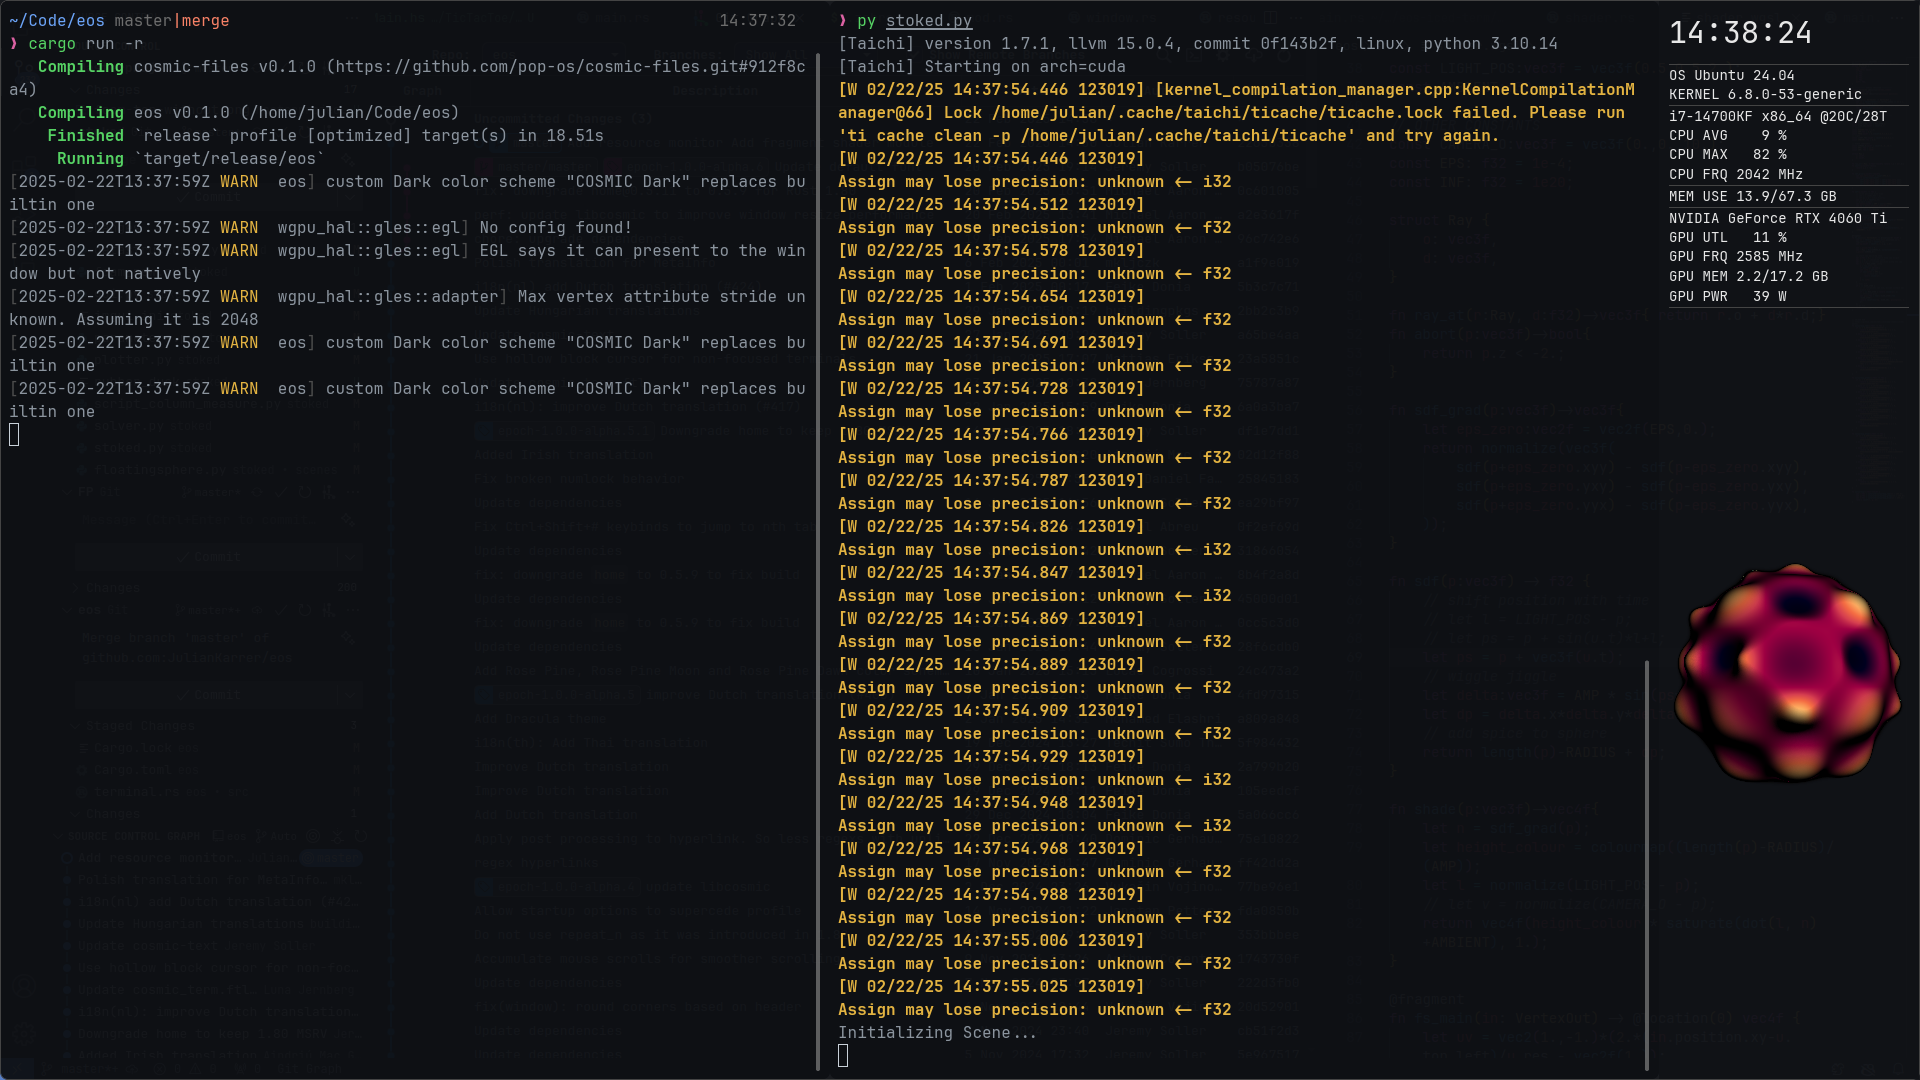 ~/Code/eos master|merge 14:37:32
❱ cargo run -r
Compiling cosmic-files v0.1.0 (https://github.com/pop-os/cosmic-files.git#912f8c
a4)
Compiling eos v0.1.0 (/home/julian/Code/eos)
Finished `release` profile [optimized] target(s) in 18.51s
Running `target/release/eos`
[2025-02-22T13:37:59Z WARN  eos] custom Dark color scheme "COSMIC Dark" replaces bu
iltin one
[2025-02-22T13:37:59Z WARN  wgpu_hal::gles::egl] No config found!
[2025-02-22T13:37:59Z WARN  wgpu_hal::gles::egl] EGL says it can present to the win
dow but not natively
[2025-02-22T13:37:59Z WARN  wgpu_hal::gles::adapter] Max vertex attribute stride un
known. Assuming it is 2048
[2025-02-22T13:37:59Z WARN  eos] custom Dark color scheme "COSMIC Dark" replaces bu
iltin one
[2025-02-22T13:37:59Z WARN  eos] custom Dark color scheme "COSMIC Dark" replaces bu
iltin one
❱ py stoked.py
[Taichi] version 1.7.1, llvm 15.0.4, commit 0f143b2f, linux, python 3.10.14
[Taichi] Starting on arch=cuda
[W 02/22/25 14:37:54.446 123019] [kernel_compilation_manager.cpp:KernelCompilationM
anager@66] Lock /home/julian/.cache/taichi/ticache/ticache.lock failed. Please run
'ti cache clean -p /home/julian/.cache/taichi/ticache' and try again.
[W 02/22/25 14:37:54.446 123019]
Assign may lose precision: unknown <- i32
[W 02/22/25 14:37:54.512 123019]
Assign may lose precision: unknown <- f32
[W 02/22/25 14:37:54.578 123019]
Assign may lose precision: unknown <- f32
[W 02/22/25 14:37:54.654 123019]
Assign may lose precision: unknown <- f32
[W 02/22/25 14:37:54.691 123019]
Assign may lose precision: unknown <- f32
[W 02/22/25 14:37:54.728 123019]
Assign may lose precision: unknown <- f32
[W 02/22/25 14:37:54.766 123019]
Assign may lose precision: unknown <- f32
[W 02/22/25 14:37:54.787 123019]
Assign may lose precision: unknown <- f32
[W 02/22/25 14:37:54.826 123019]
Assign may lose precision: unknown <- i32
[W 02/22/25 14:37:54.847 123019]
Assign may lose precision: unknown <- i32
[W 02/22/25 14:37:54.869 123019]
Assign may lose precision: unknown <- f32
[W 02/22/25 14:37:54.889 123019]
Assign may lose precision: unknown <- f32
[W 02/22/25 14:37:54.909 123019]
Assign may lose precision: unknown <- f32
[W 02/22/25 14:37:54.929 123019]
Assign may lose precision: unknown <- i32
[W 02/22/25 14:37:54.948 123019]
Assign may lose precision: unknown <- i32
[W 02/22/25 14:37:54.968 123019]
Assign may lose precision: unknown <- f32
[W 02/22/25 14:37:54.988 123019]
Assign may lose precision: unknown <- f32
[W 02/22/25 14:37:55.006 123019]
Assign may lose precision: unknown <- f32
[W 02/22/25 14:37:55.025 123019]
Assign may lose precision: unknown <- f32
Initializing Scene...
14:38:24
OS Ubuntu 24.04
KERNEL 6.8.0-53-generic
i7-14700KF x86_64 @20C/28T
CPU AVG 9 %
CPU MAX 82 %
CPU FRQ 2042 MHz
MEM USE 13.9/67.3 GB
NVIDIA GeForce RTX 4060 Ti
GPU UTL 11 %
GPU FRQ 2585 MHz
GPU MEM 2.2/17.2 GB
GPU PWR 39 W